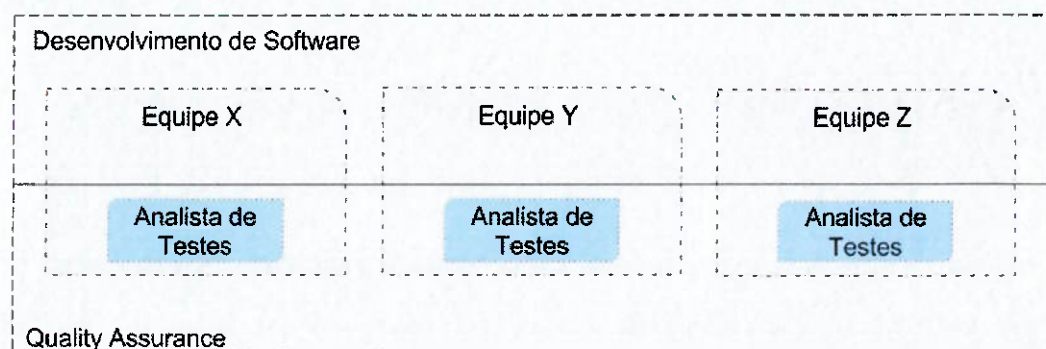 Desenvolvimento de Software
Equipe X
Equipe Y
Equipe Z
Analista de
Testes
Analista de
Testes
Analista de
Testes
Quality Assurance